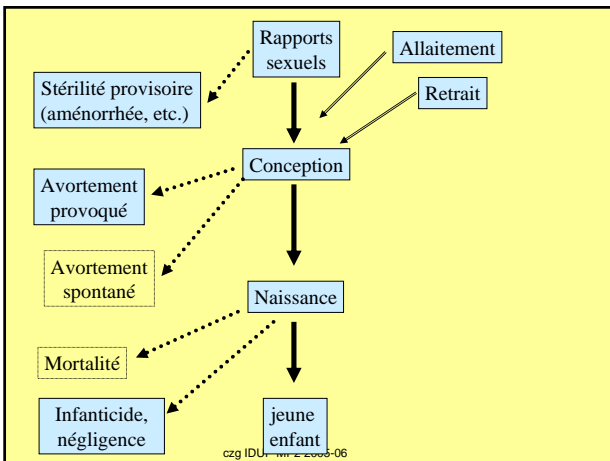 Rapports
sexuels
Allaitement
Stérilité provisoire
(aménorrhée, etc.)
Retrait
Conception
Avortement
provoqué
Avortement
spontané
Naissance
Mortalité
Infanticide,
négligence
jeune
enfant
czg